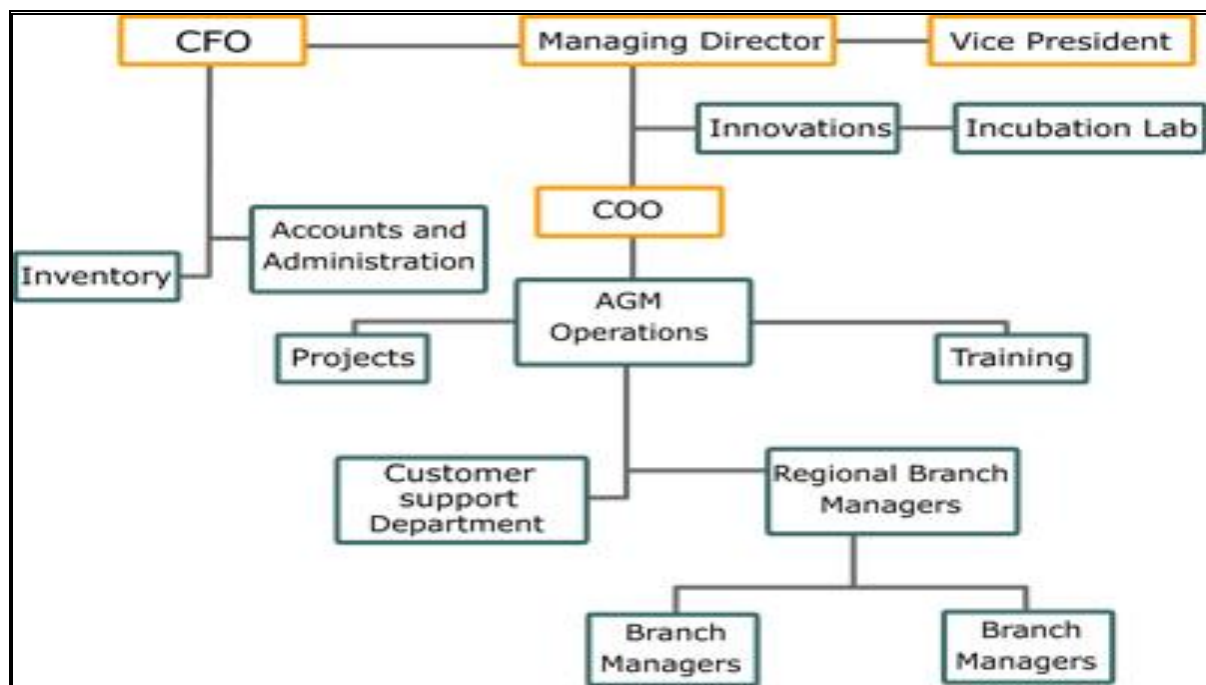 CFO
Managing Director
Vice President
Innovations
Incubation Lab
COO
Accounts and
Administration
Inventory
AGM
Operations
Projects
Training
Customer
support
Department
Regional Branch
Managers
Branch
Managers
Branch
Managers